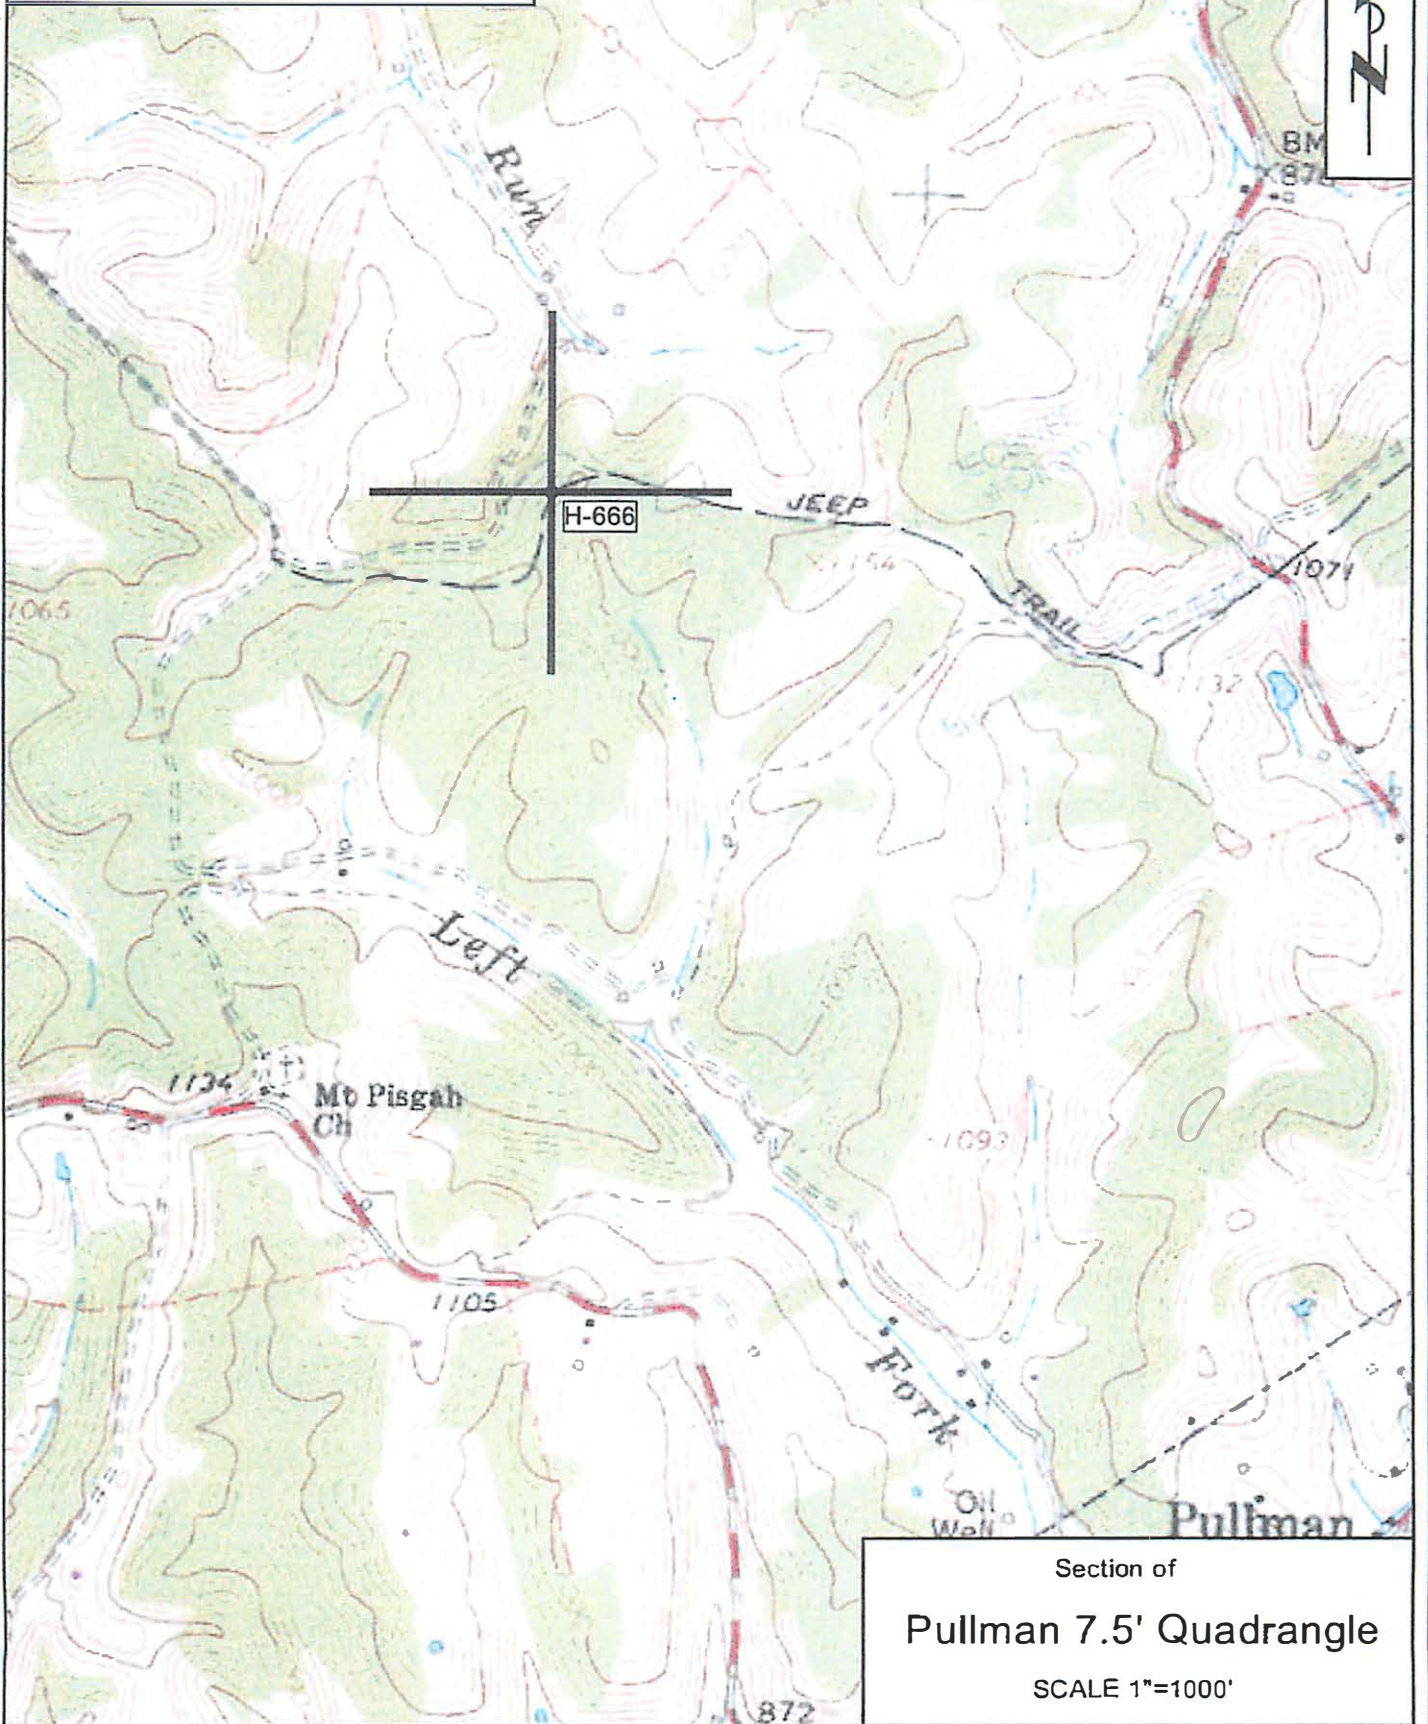 BM
Run
JEEP
H-666
1071
1154
1065
TRAIL
1132
Left
1000
1134
Mt Pisgah
Ch
1093
1105
Fork
Oil
Well
Pullman
Section of
Pullman 7.5' Quadrangle
SCALE 1"=1000'
872